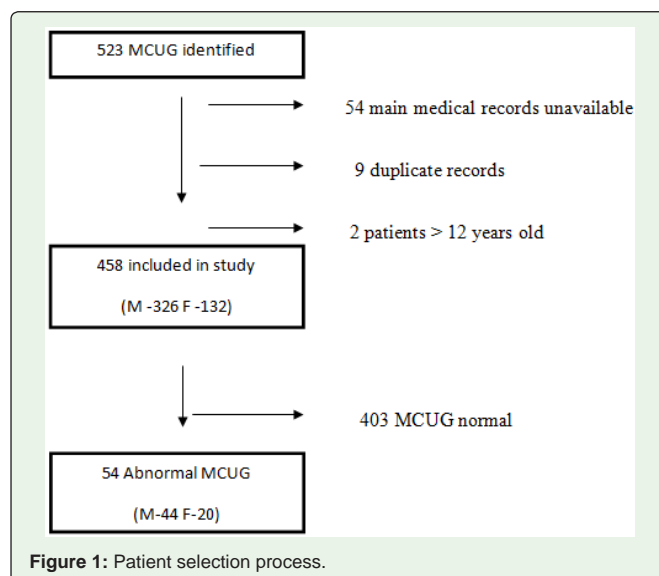 523 MCUG identified
54 main medical records unavailable
9 duplicate records
2 patients > 12 years old
458 included in study
(M -326 F -132)
403 MCUG normal
54 Abnormal MCUG
(M-44 F-20)
Figure 1: Patient selection process.